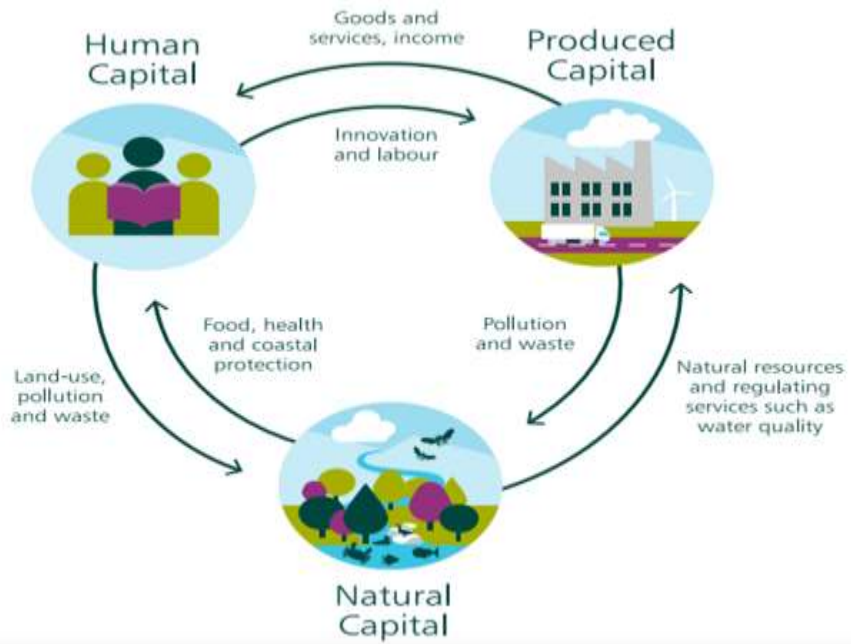 Goods and
services, income
Human
Capital
Produced
Capital
Innovation
and labour
Food, health
and coastal
protection
Pollution
and waste
Land-use,
pollution
and waste
Natural resources
and regulating
services such as
water quality
Natural
Capital